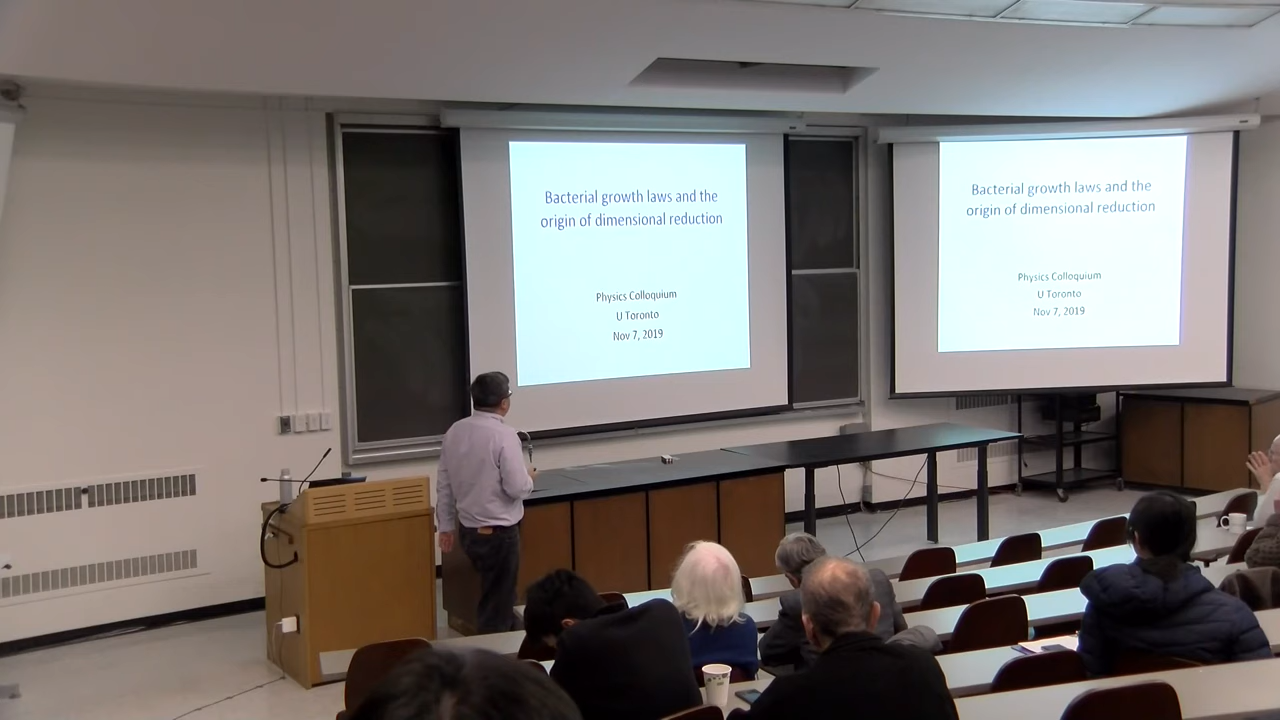 Bacterial growth laws and the
origin of dimensional reduction
Physics Colloquium
U Toronto
Nov 7, 2019
Bacterial growth laws and the
origin of dimensional reduction
Physics Colloquium
U Toronto
Nov 7, 2019